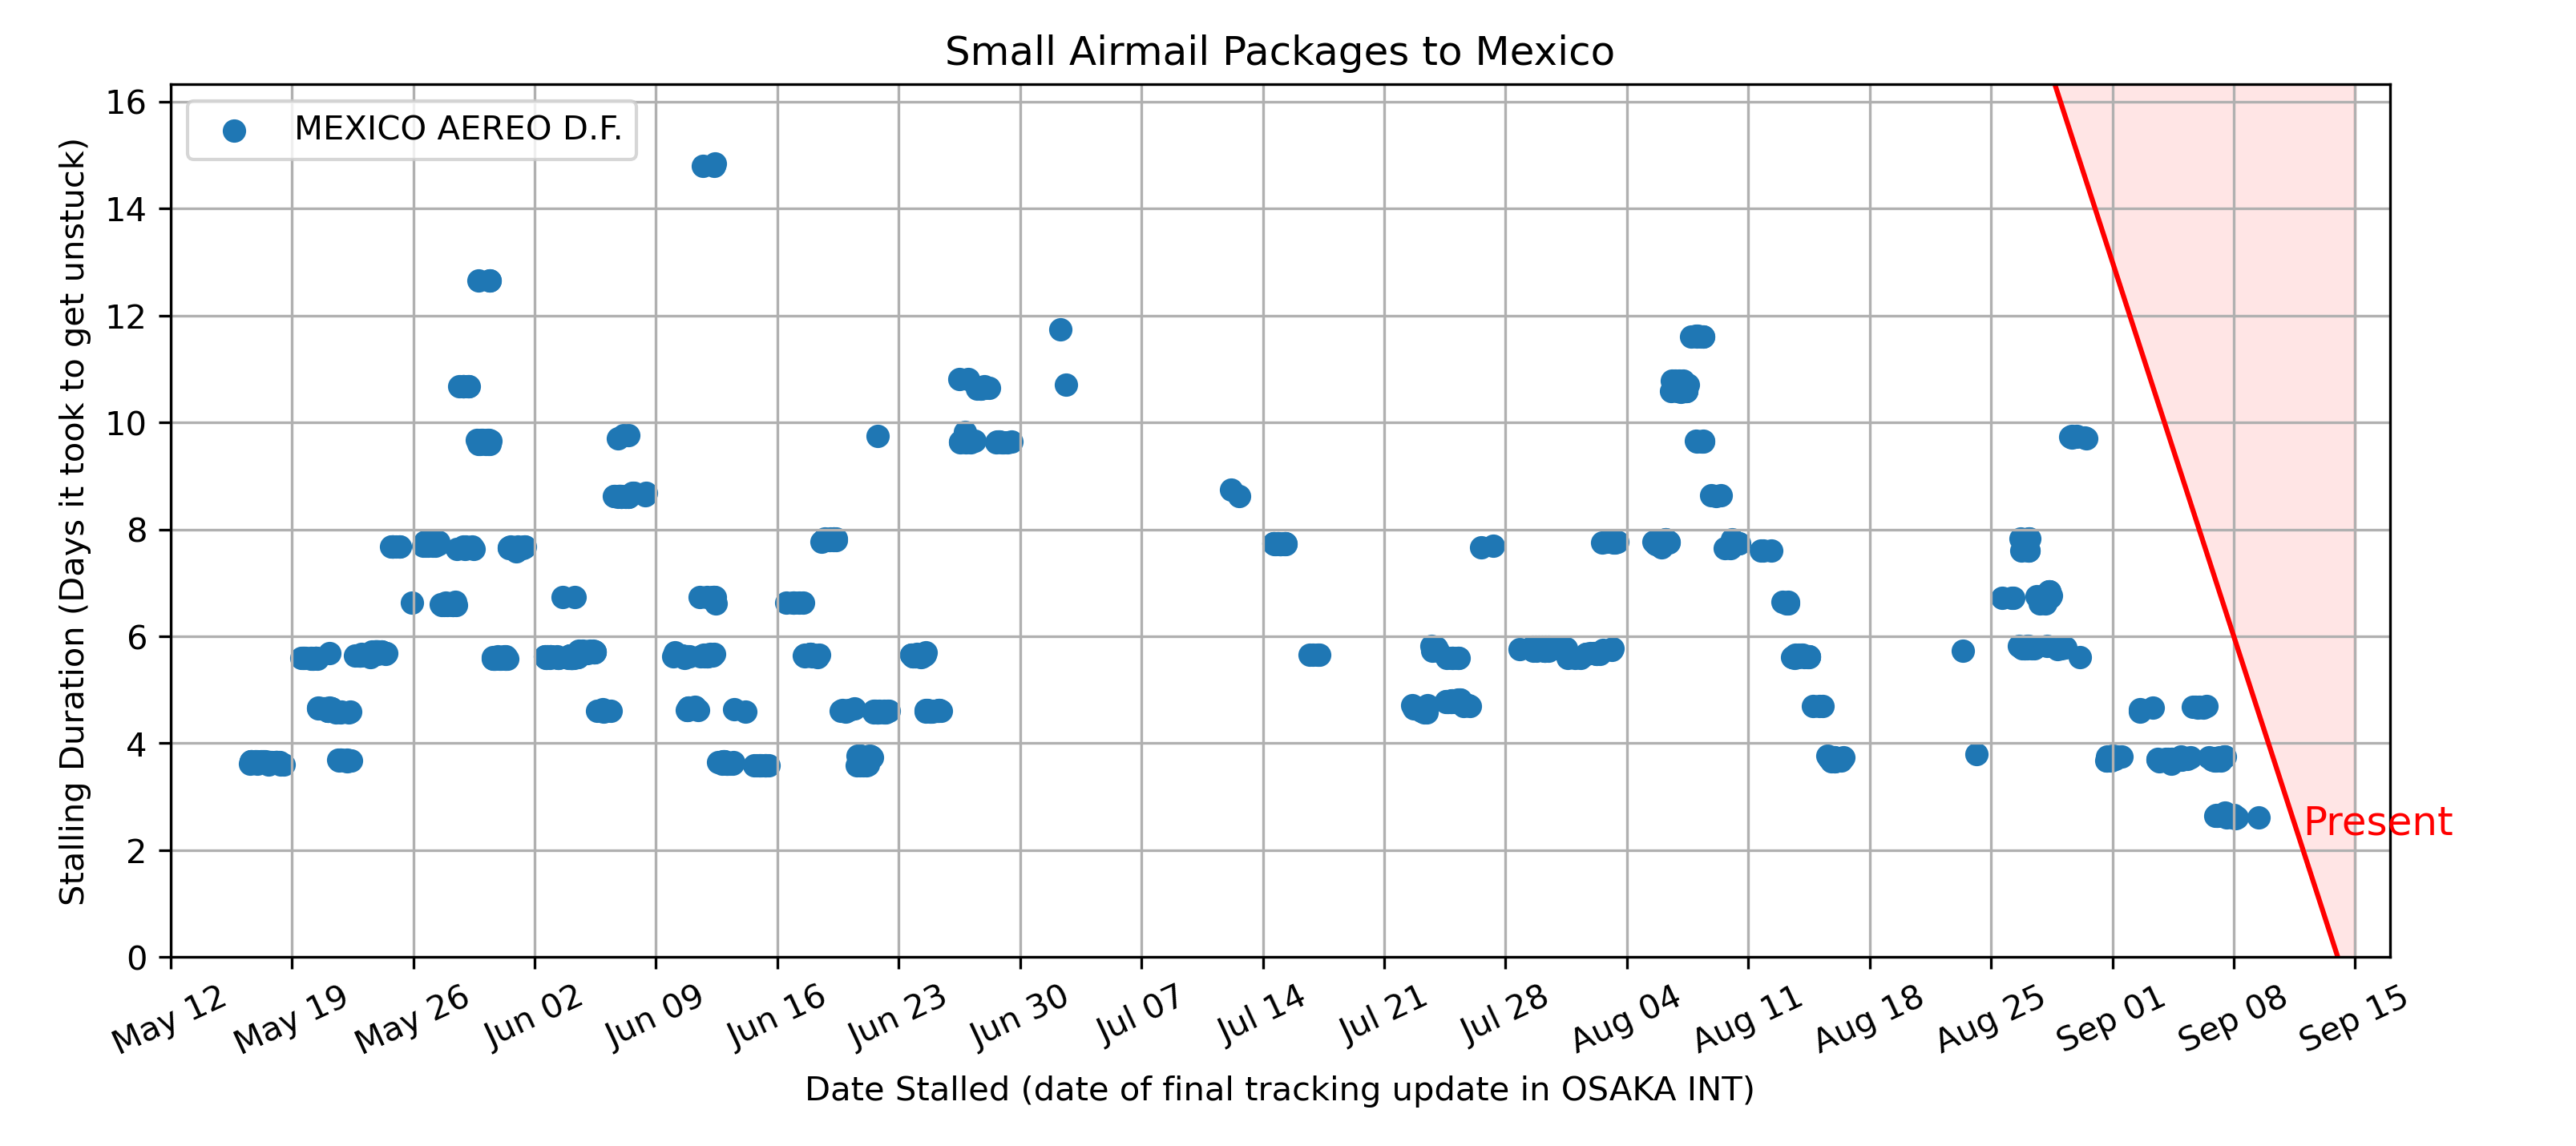 Small Airmail Packages to Mexico
MEXICO AEREO D.F.
Stalling Duration (Days it took to get unstuck)
16
14
12
10
8
6
4
2
0
Present
May 12
May 19
May 26
Jun 02
Jun 09
Jun 16
Jun 23
Jun 30
Jul 07
Jul 14
Jul 21
Jul 28
Aug 04
Aug 11
Aug 18
Aug 25
Sep 01
Sep 08
Sep 15
Date Stalled (date of final tracking update in OSAKA INT)